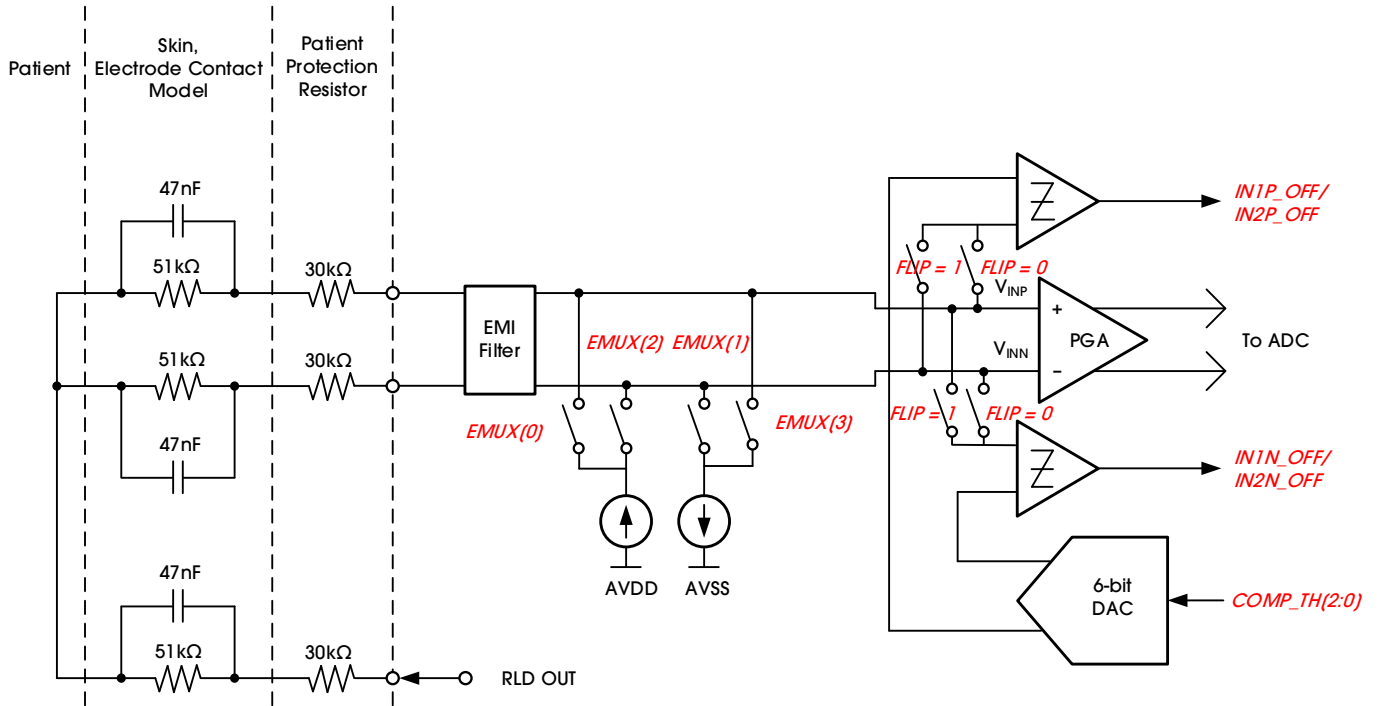 Patient
Skin,
Electrode Contact
Model
Patient
Protection
Resistor
47nF
51kΩ
30kΩ
51kΩ
30kΩ
47nF
47nF
51kΩ
30kΩ
RLD OUT
EMI
Filter
EMUX(2)
EMUX(1)
EMUX(0)
EMUX(3)
AVDD
AVSS
FLIP = 1
FLIP = 0
VINP
VINN
+
PGA
−
FLIP = 1
FLIP = 0
To ADC
IN1P_OFF/
IN2P_OFF
IN1N_OFF/
IN2N_OFF
6-bit
DAC
COMP_TH(2:0)